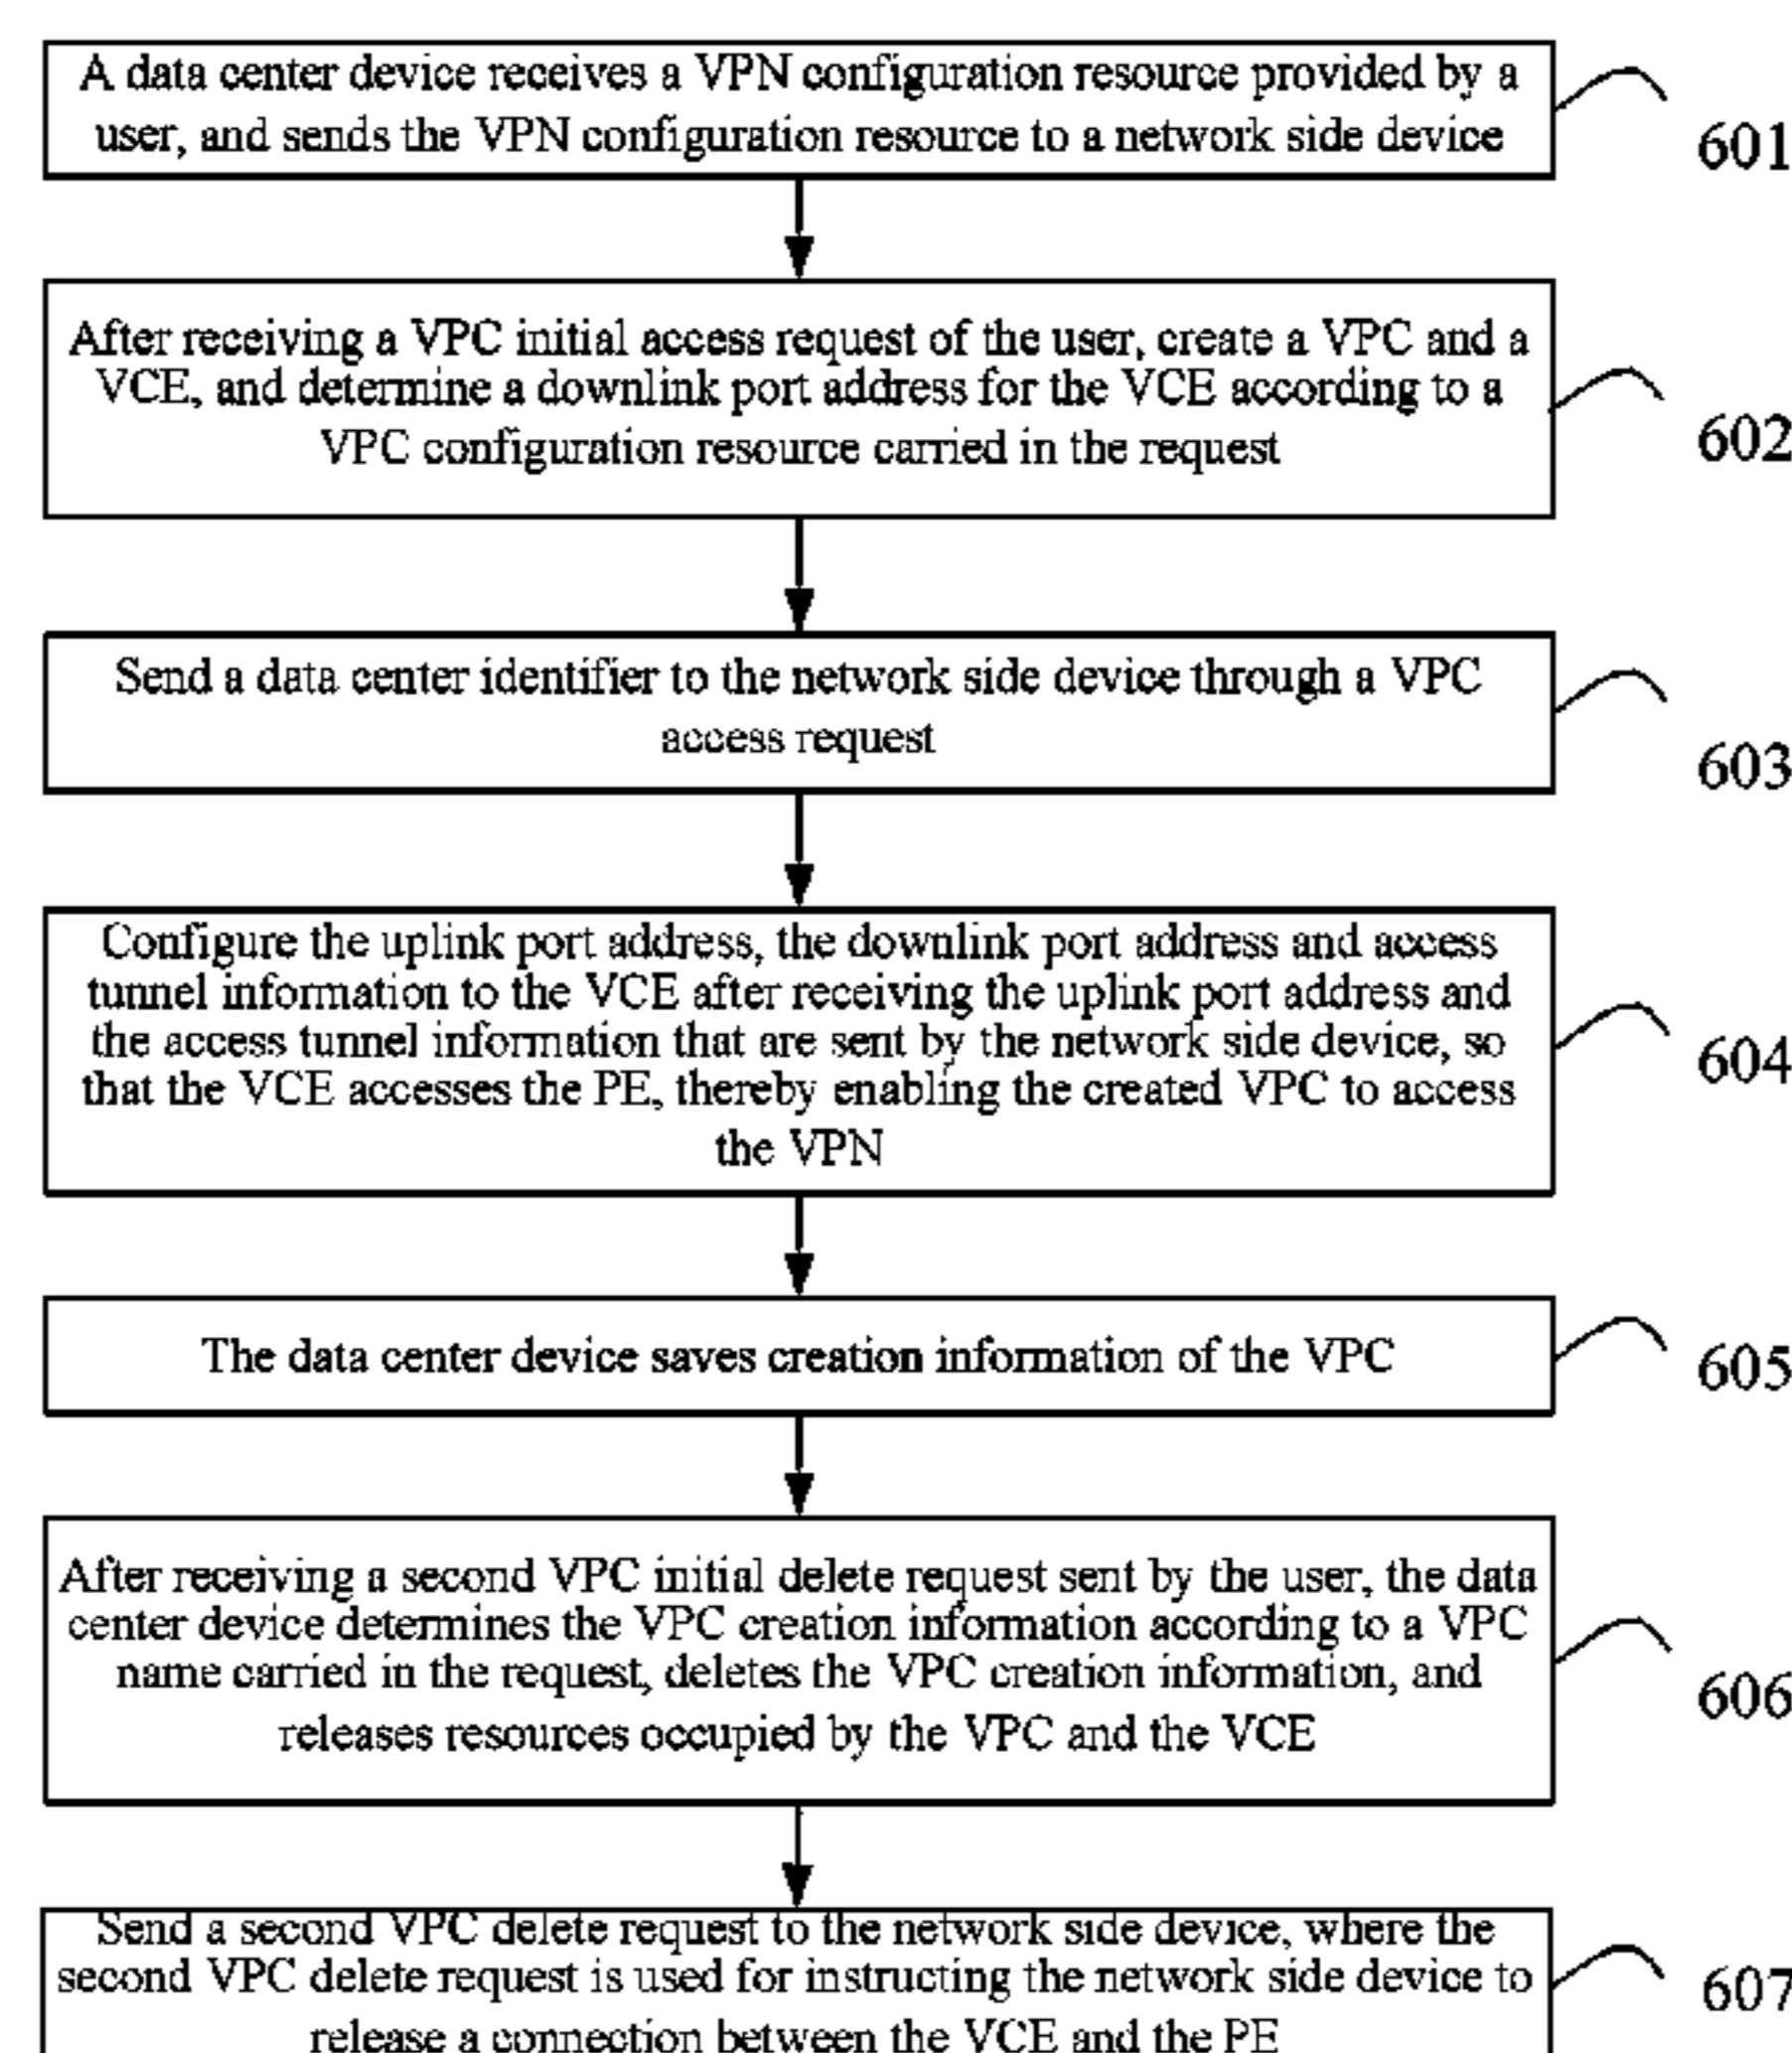 A data center device receives a VPN configuration resource provided by a
user, and sends the VPN configuration resource to a network side device
601
After receiving a VPC initial access request of the user, create a VPC and a
VCE, and determine a downlink port address for the VCE according to a
VPC configuration resource carried in the request
602
Send a data center identifier to the network side device through a VPC
access request
603
Configure the uplink port address, the downlink port address and access
tunnel information to the VCE after receiving the uplink port address and
the access tunnel information that are sent by the network side device, so
that the VCE accesses the PE, thereby enabling the created VPC to access
the VPN
604
The data center device saves creation information of the VPC
605
After receiving a second VPC initial delete request sent by the user, the data
center device determines the VPC creation information according to a VPC
name carried in the request, deletes the VPC creation information, and
releases resources occupied by the VPC and the VCE
606
Send a second VPC delete request to the network side device, where the
second VPC delete request is used for instructing the network side device to
release a connection between the VCE and the PE
607